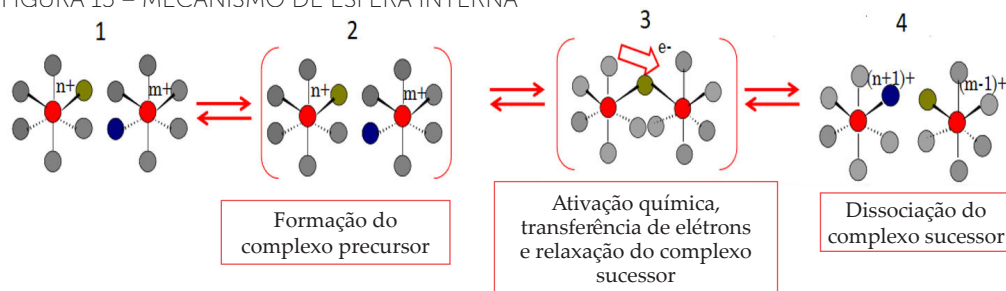 FIGURA 15 – MECANISMO DE ESFERA INTERNA
1
2
3
4
n+
m+
n+
m+
e-
(n+1)+
(m-1)+
Formação do
complexo precursor
Ativação química,
transferência de elétrons
e relaxação do complexo
sucessor
Dissociação do
complexo sucessor